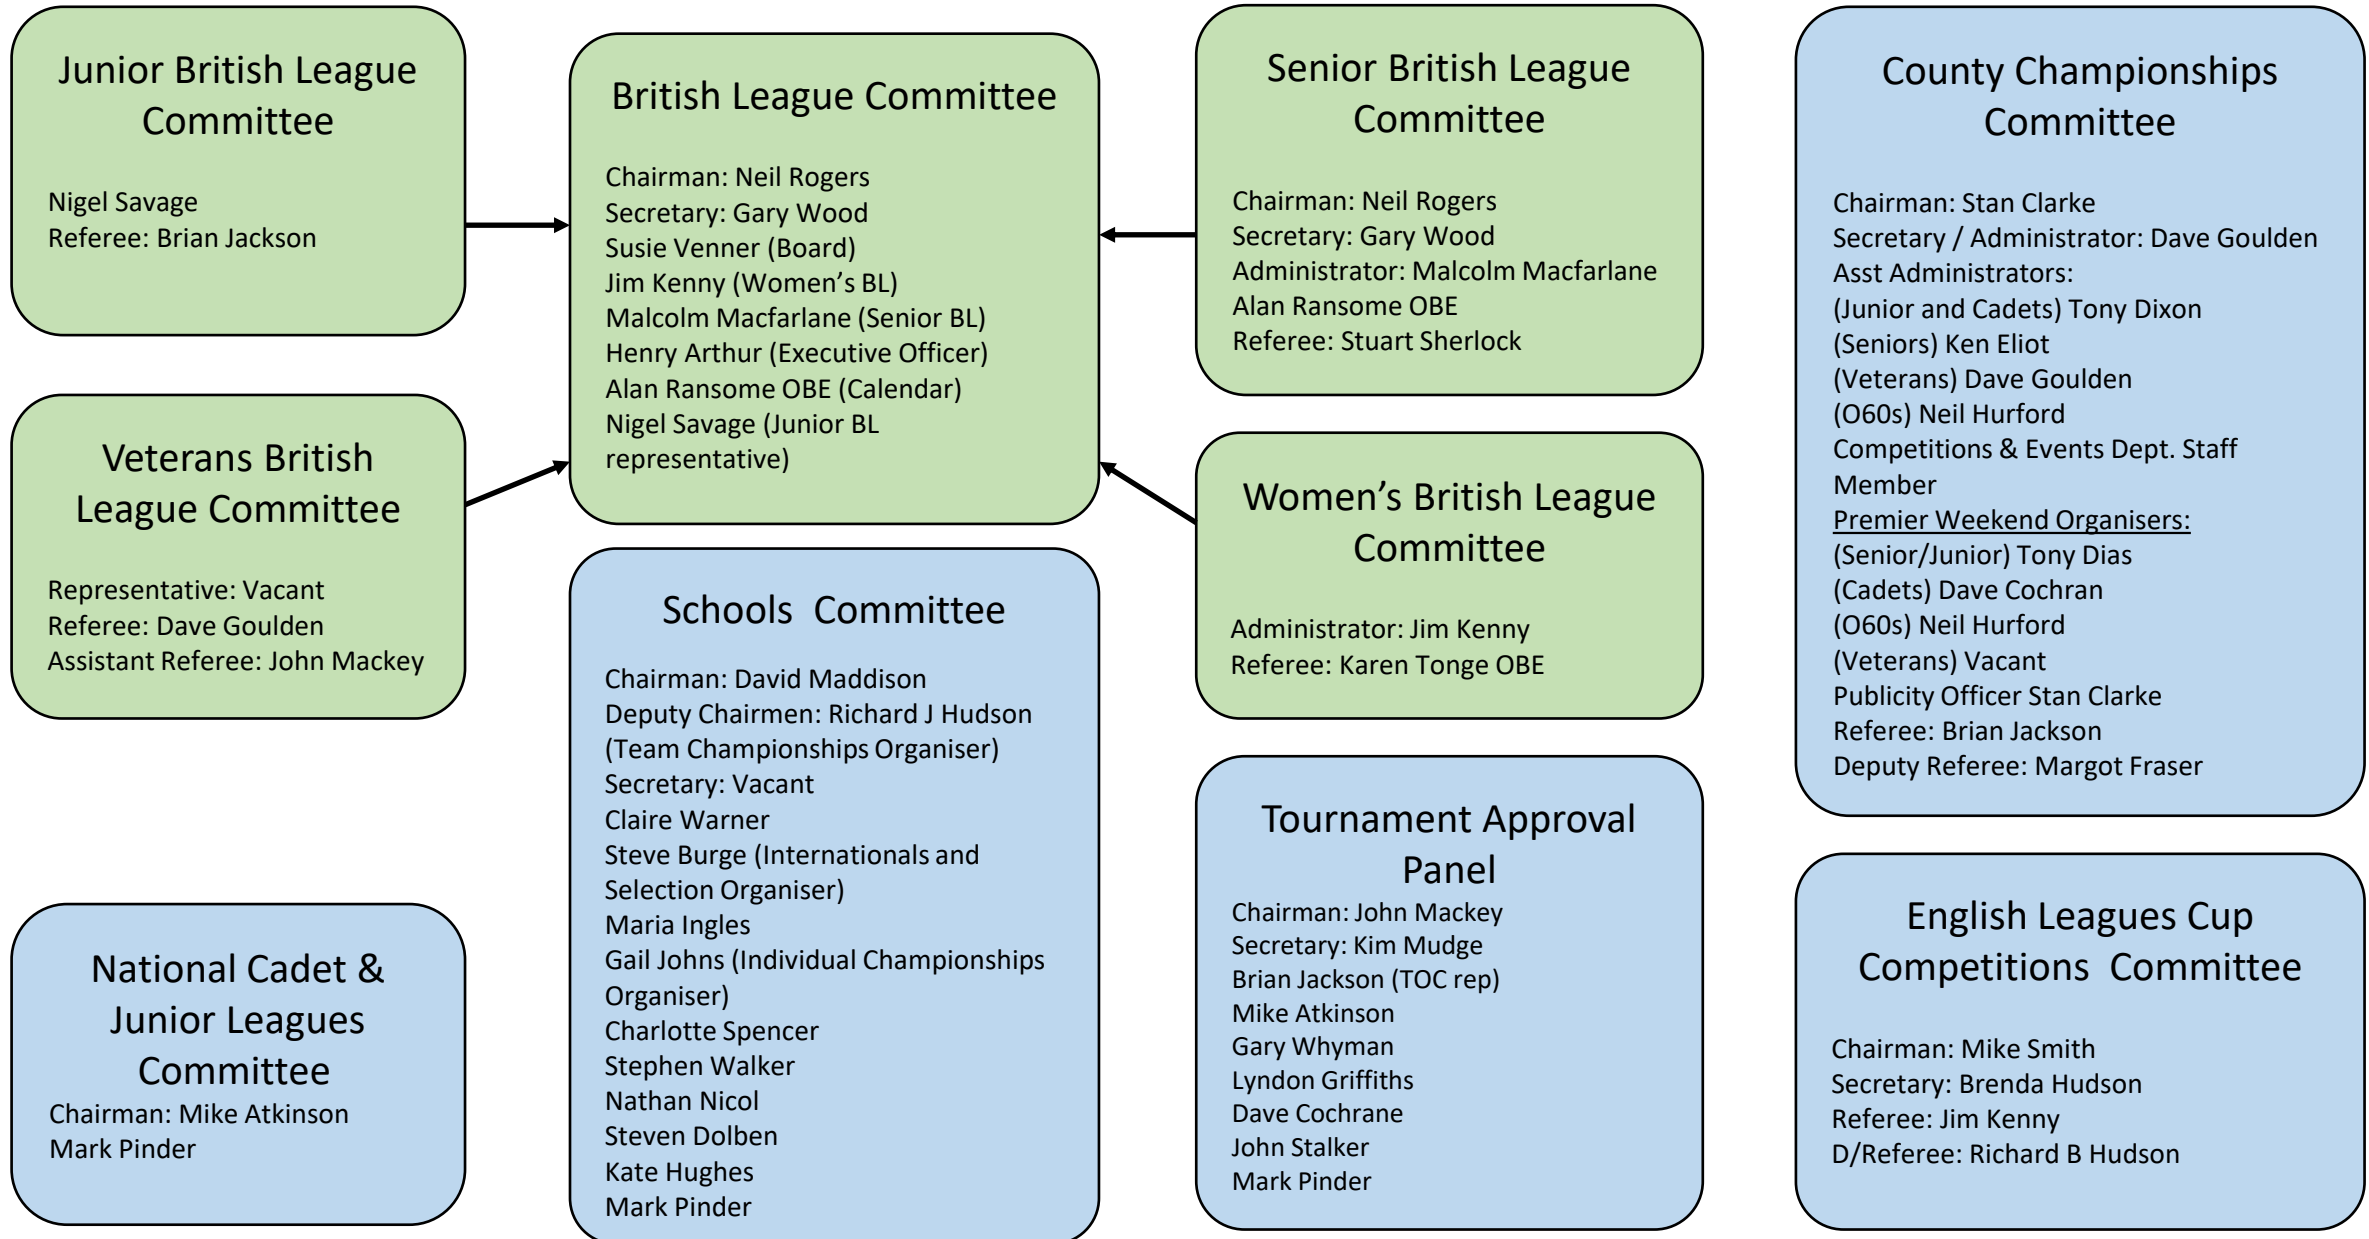 Junior British League
Committee
Nigel Savage
Referee: Brian Jackson
Veterans British
League Committee
Representative: Vacant
Referee: Dave Goulden
Assistant Referee: John Mackey
National Cadet &
Junior Leagues
Committee
Chairman: Mike Atkinson
Mark Pinder
British League Committee
Chairman: Neil Rogers
Secretary: Gary Wood
Susie Venner (Board)
Jim Kenny (Women’s BL)
Malcolm Macfarlane (Senior BL)
Henry Arthur (Executive Officer)
Alan Ransome OBE (Calendar)
Nigel Savage (Junior BL
representative)
Schools  Committee
Chairman: David Maddison
Deputy Chairmen: Richard J Hudson
(Team Championships Organiser)
Secretary: Vacant
Claire Warner
Steve Burge (Internationals and
Selection Organiser)
Maria Ingles
Gail Johns (Individual Championships
Organiser)
Charlotte Spencer
Stephen Walker
Nathan Nicol
Steven Dolben
Kate Hughes
Mark Pinder
Senior British League
Committee
Chairman: Neil Rogers
Secretary: Gary Wood
Administrator: Malcolm Macfarlane
Alan Ransome OBE
Referee: Stuart Sherlock
Women’s British League
Committee
Administrator: Jim Kenny
Referee: Karen Tonge OBE
Tournament Approval
Panel
Chairman: John Mackey
Secretary: Kim Mudge
Brian Jackson (TOC rep)
Mike Atkinson
Gary Whyman
Lyndon Griffiths
Dave Cochrane
John Stalker
Mark Pinder
County Championships
Committee
Chairman: Stan Clarke
Secretary / Administrator: Dave Goulden
Asst Administrators:
(Junior and Cadets) Tony Dixon
(Seniors) Ken Eliot
(Veterans) Dave Goulden
(O60s) Neil Hurford
Competitions & Events Dept. Staff
Member
Premier Weekend Organisers:
(Senior/Junior) Tony Dias
(Cadets) Dave Cochran
(O60s) Neil Hurford
(Veterans) Vacant
Publicity Officer Stan Clarke
Referee: Brian Jackson
Deputy Referee: Margot Fraser
English Leagues Cup
Competitions  Committee
Chairman: Mike Smith
Secretary: Brenda Hudson
Referee: Jim Kenny
D/Referee: Richard B Hudson